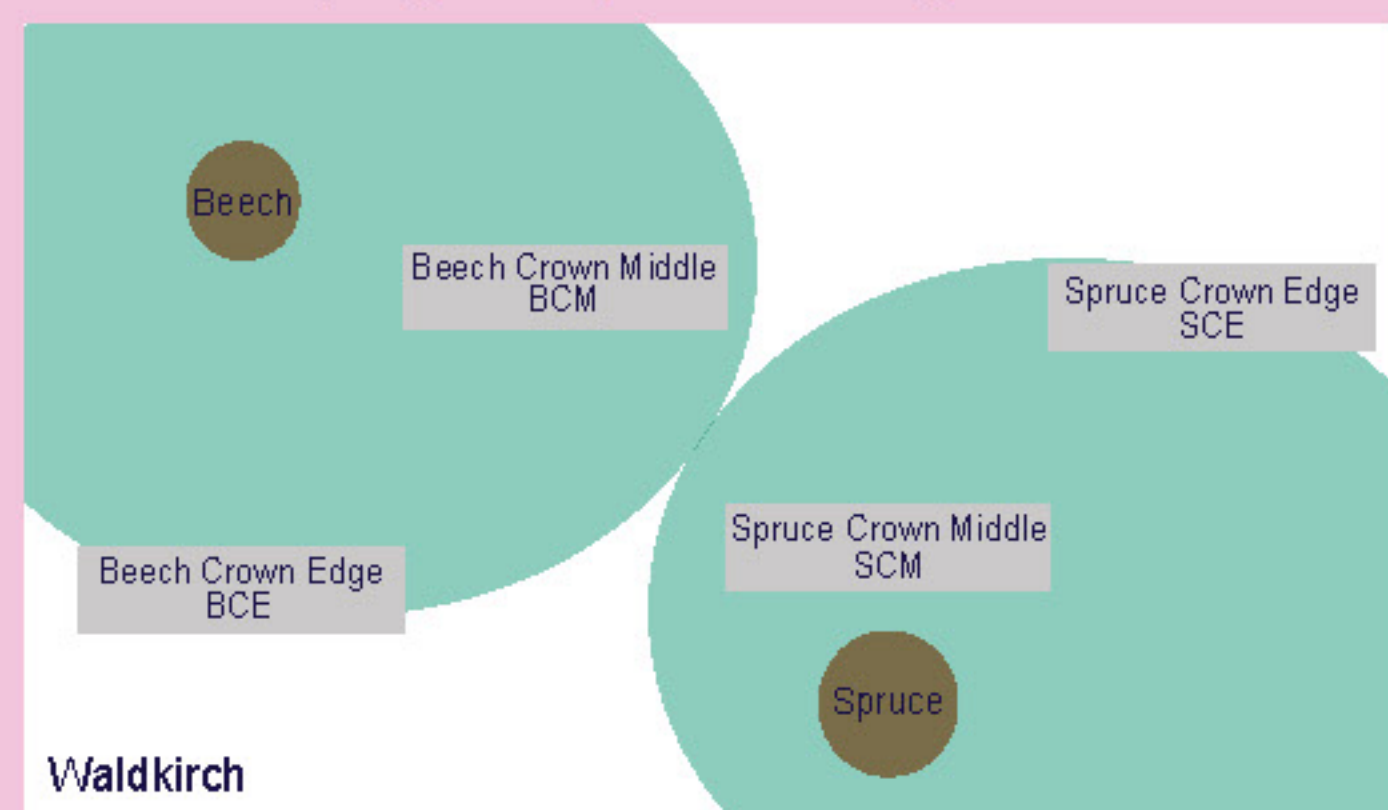 Beech
Beech Crown Middle
BCM
Spruce Crown Edge
SCE
Spruce Crown Middle
SCM
Beech Crown Edge
BCE
Spruce
Waldkirch